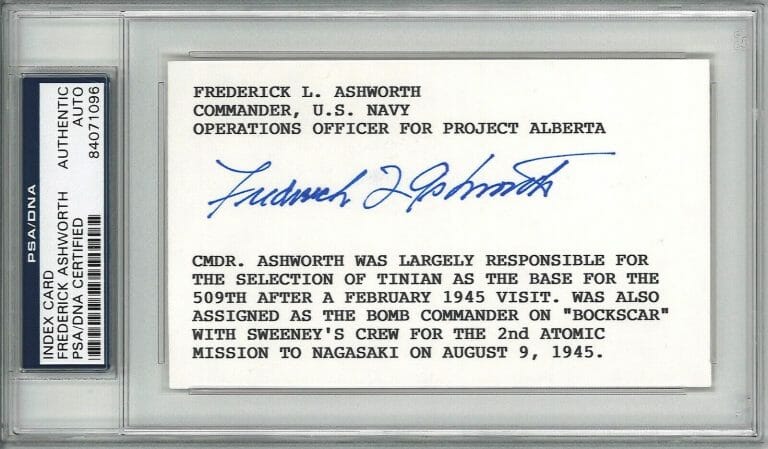 FREDERICK L. ASHWORTH
COMMANDER, U.S. NAVY
OPERATIONS OFFICER FOR PROJECT ALBERTA
Frederick L Ashworth
CMDR. ASHWORTH WAS LARGELY RESPONSIBLE FOR
THE SELECTION OF TINIAN AS THE BASE FOR THE
509TH AFTER A FEBRUARY 1945 VISIT. WAS ALSO
ASSIGNED AS THE BOMB COMMANDER ON "BOCKSCAR"
WITH SWEENEY'S CREW FOR THE 2nd ATOMIC
MISSION TO NAGASAKI ON AUGUST 9, 1945.
PSA/DNA
INDEX CARD
FREDERICK ASHWORTH
PSA/DNA CERTIFIED
AUTHENTIC
AUTO
84071096